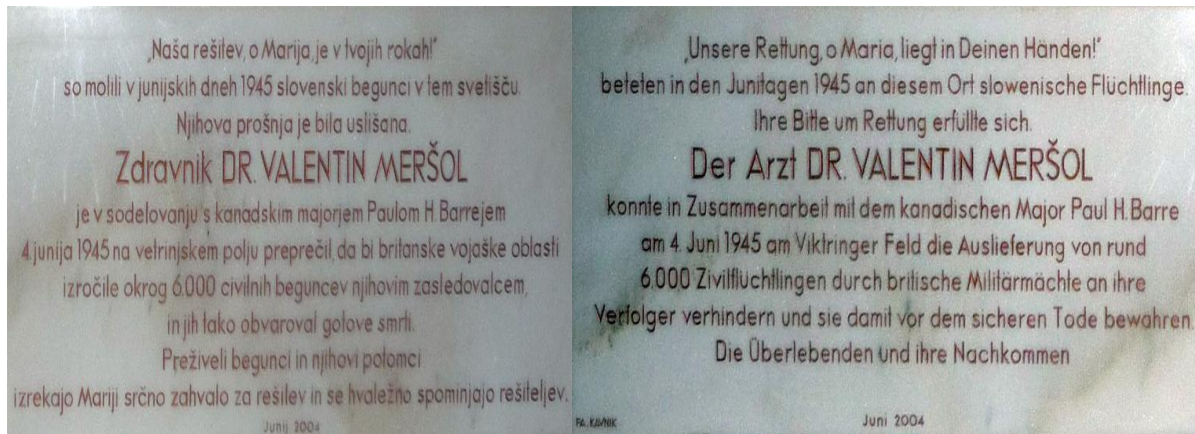 „Naša rešitev, o Marija, je v tvojih rokah!“
so molili v junijskih dneh 1945 slovenski begunci v tem svetišču.
Njihova prošnja je bila uslišana.
Zdravnik DR. VALENTIN MERŠOL
je v sodelovanju s kanadskim majorjem Paulom H. Barrejem
4. junija 1945 na vetrinjskem polju preprečil, da bi britanske vojaške oblasti
izročile okrog 6.000 civilnih beguncev njihovim zasledovalcem,
in jih tako obvaroval gotove smrti.
Preživeli begunci in njihovi potomci
izrekajo Mariji srčno zahvalo za rešitev in se hvaležno spominjajo rešiteljev.
Junij 2004
„Unsere Rettung, o Maria, liegt in Deinen Händen!“
beteten in den Junitagen 1945 an diesem Ort slowenische Flüchtlinge.
Ihre Bitte um Rettung erfüllte sich.
Der Arzt DR. VALENTIN MERŠOL
konnte in Zusammenarbeit mit dem kanadischen Major Paul H. Barre
am 4. Juni 1945 am Viktringer Feld die Auslieferung von rund
6.000 Zivilflüchtlingen durch britische Militärmächte an ihre
Verfolger verhindern und sie damit vor dem sicheren Tode bewahren.
Die Überlebenden und ihre Nachkommen
FA. KAVNIK
Juni 2004